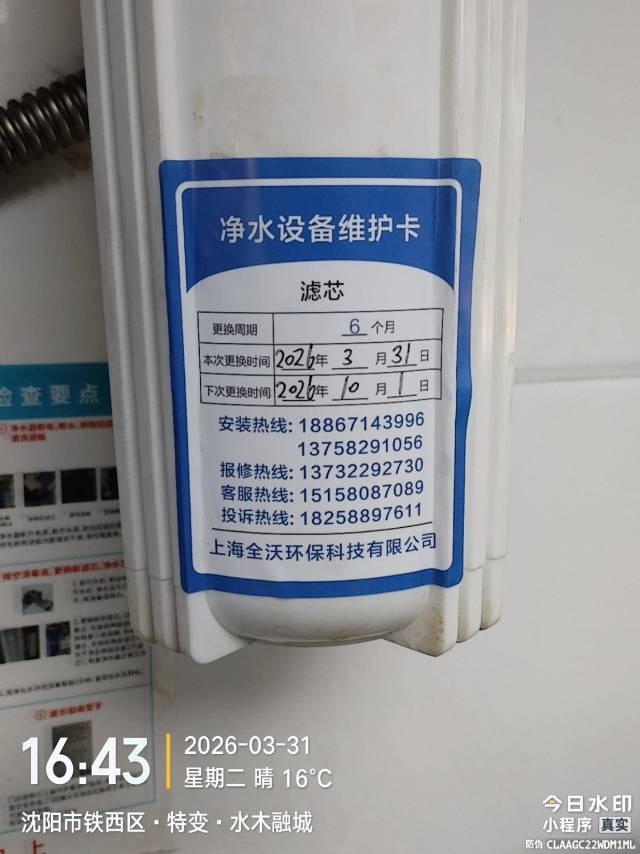 净水设备维护卡
滤芯
更换周期 6 个月
本次更换时间 2026年 3 月 31 日
下次更换时间 2026年 10 月 1 日
安装热线: 18867143996
13758291056
报修热线: 13732292730
客服热线: 15158087089
投诉热线: 18258897611
上海全沃环保科技有限公司
检查要点
16:43
2026-03-31
星期二 晴 16℃
沈阳市铁西区·特变·水木融城
今日水印
小程序 真实
防伪 CLAAGC22WDM1ML